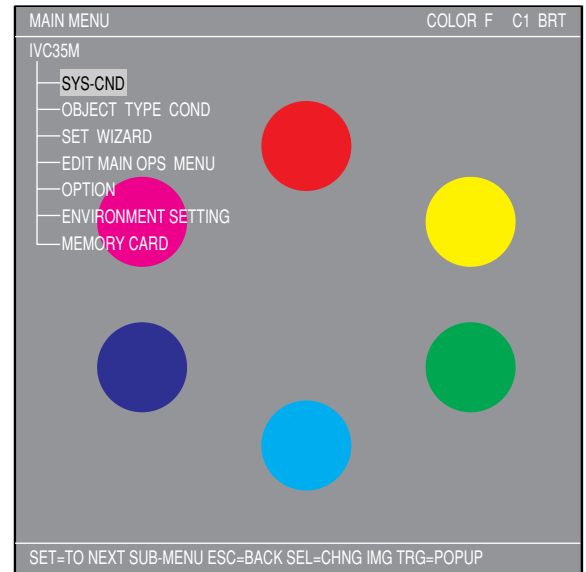 MAIN MENU COLOR F C1 BRT
IVC35M
SYS-CND
OBJECT TYPE COND
SET WIZARD
EDIT MAIN OPS MENU
OPTION
ENVIRONMENT SETTING
MEMORY CARD
SET=TO NEXT SUB-MENU ESC=BACK SEL=CHNG IMG TRG=POPUP